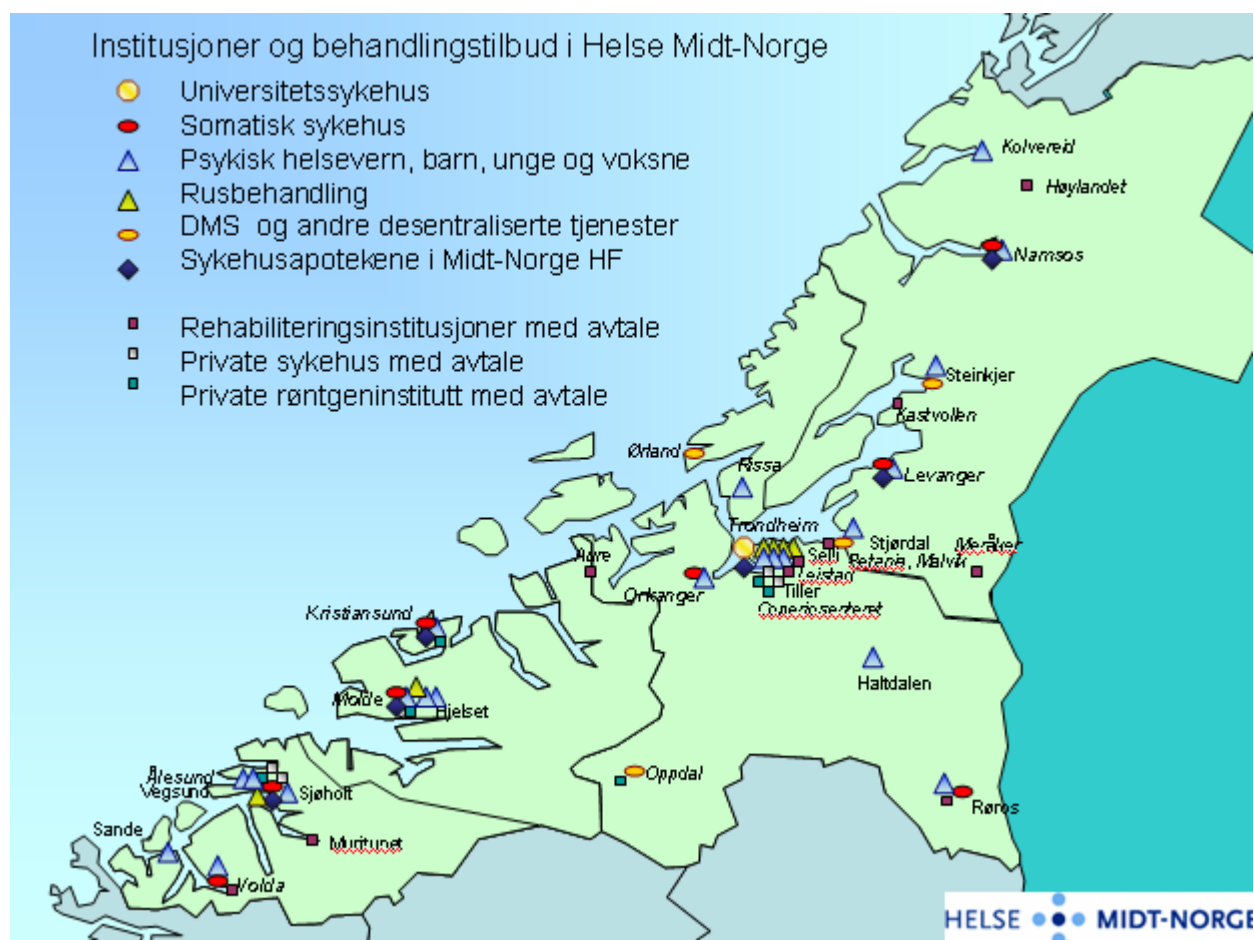 Institusjoner og behandlingstilbud i Helse Midt-Norge
Universitetssykehus
Somatisk sykehus
Psykisk helsevern, barn, unge og voksne
Rusbehandling
DMS og andre desentraliserte tjenester
Sykehusapotekene i Midt-Norge HF
Rehabiliteringsinstitusjoner med avtale
Private sykehus med avtale
Private røntgeninstitutt med avtale
Kolvereid
Høylandet
Namsos
Steinkjer
Kastvollen
Ørland
Rissa
Levanger
Trondheim
Stjørdal
Meråker
Selli
Betania, Malvik
Aure
Leistad
Orkanger
Tiller
Kristiansund
Haltdalen
Molde
Hjelset
Oppdal
Ålesund
Vegsund
Sjøholt
Røros
Sande
Muritunet
Volda
HELSE MIDT-NORGE